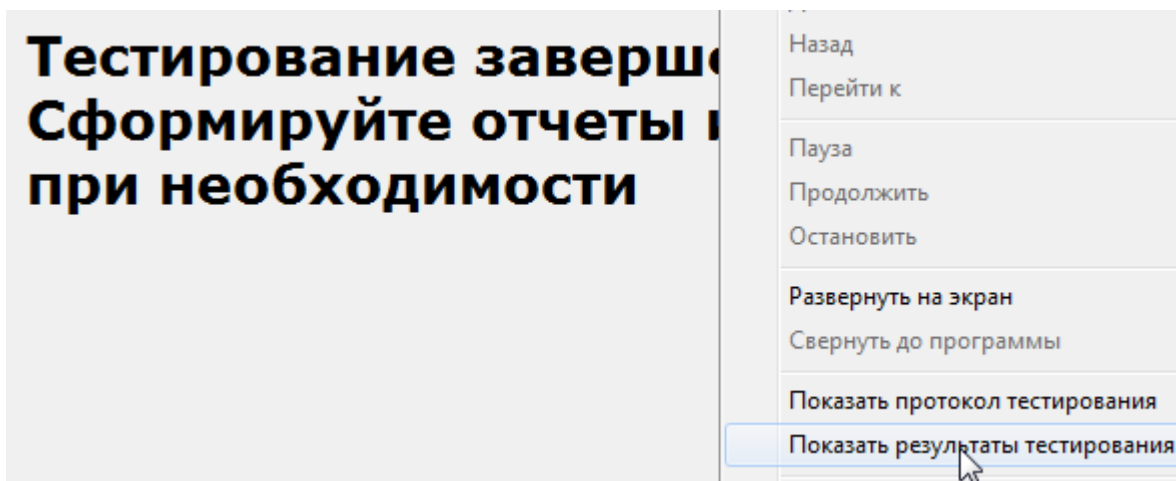 Тестирование
Сформируйте отчеты
при необходимости
Назад
Перейти к
Пауза
Продолжить
Остановить
Развернуть на экран
Свернуть до программы
Показать протокол тестирования
Показать результаты тестирования